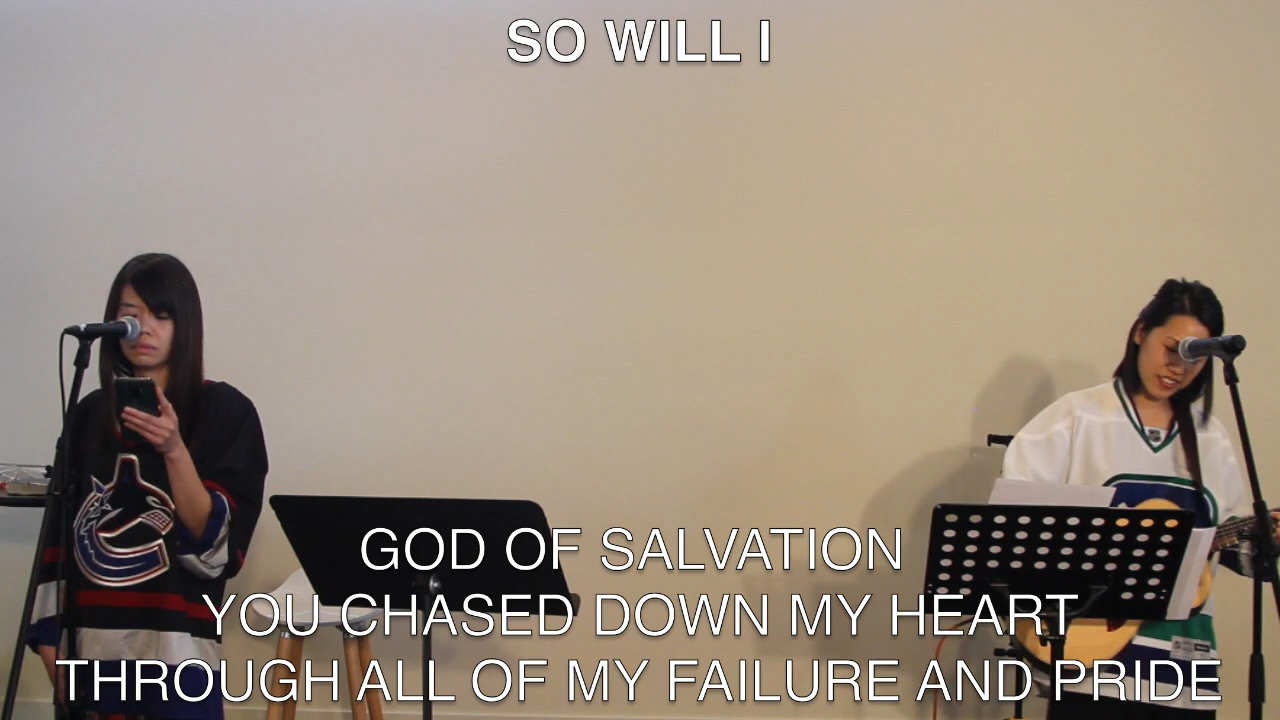 SO WILL I
GOD OF SALVATION
YOU CHASED DOWN MY HEART
THROUGH ALL OF MY FAILURE AND PRIDE